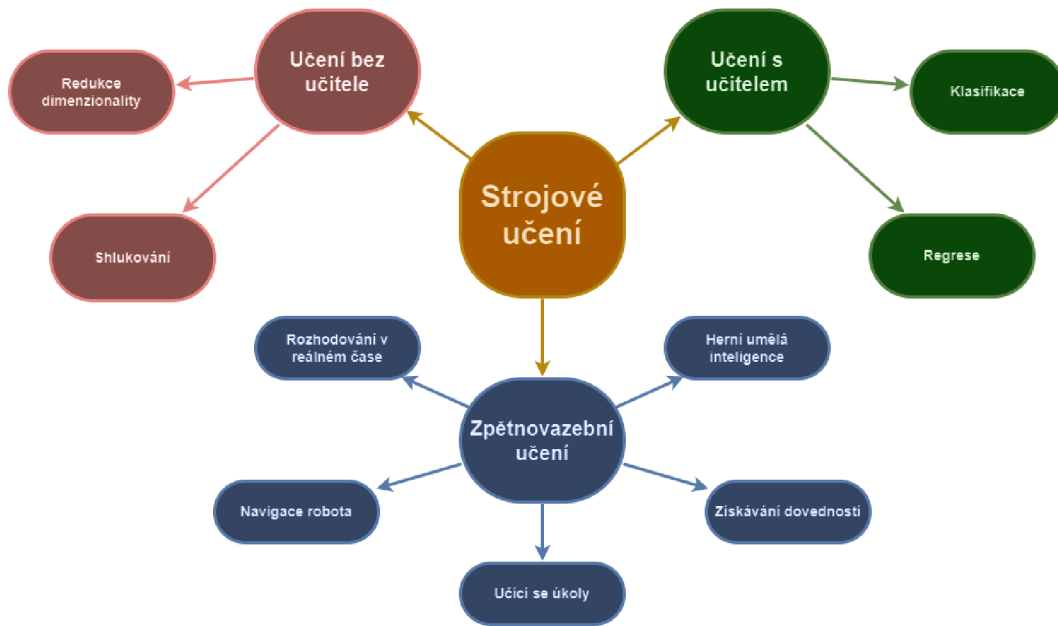 Učení bez
učitele
Učení s
učitelem
Redukce
dimenzionality
Klasifikace
Strojové
učení
Shlukování
Regrese
Rozhodování v
reálném čase
Herní umělá
inteligence
Zpětnovazební
učení
Navigace robota
Získávání dovedností
Učící se úkoly